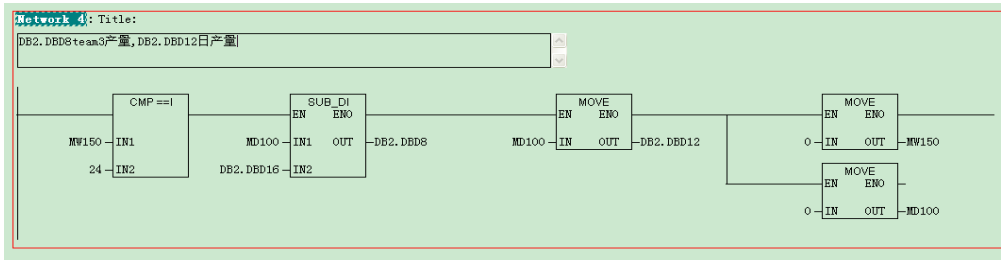 Network 4: Title:
DB2.DBD8team3产量,DB2.DBD12日产量
CMP ==I SUB_DI MOVE MOVE
EN ENO EN ENO EN ENO
MW150 IN1 MD100 IN1 OUT DB2.DBD8 MD100 IN OUT DB2.DBD12 0 IN OUT MW150
24 IN2 DB2.DBD16 IN2
MOVE
EN ENO
0 IN OUT MD100